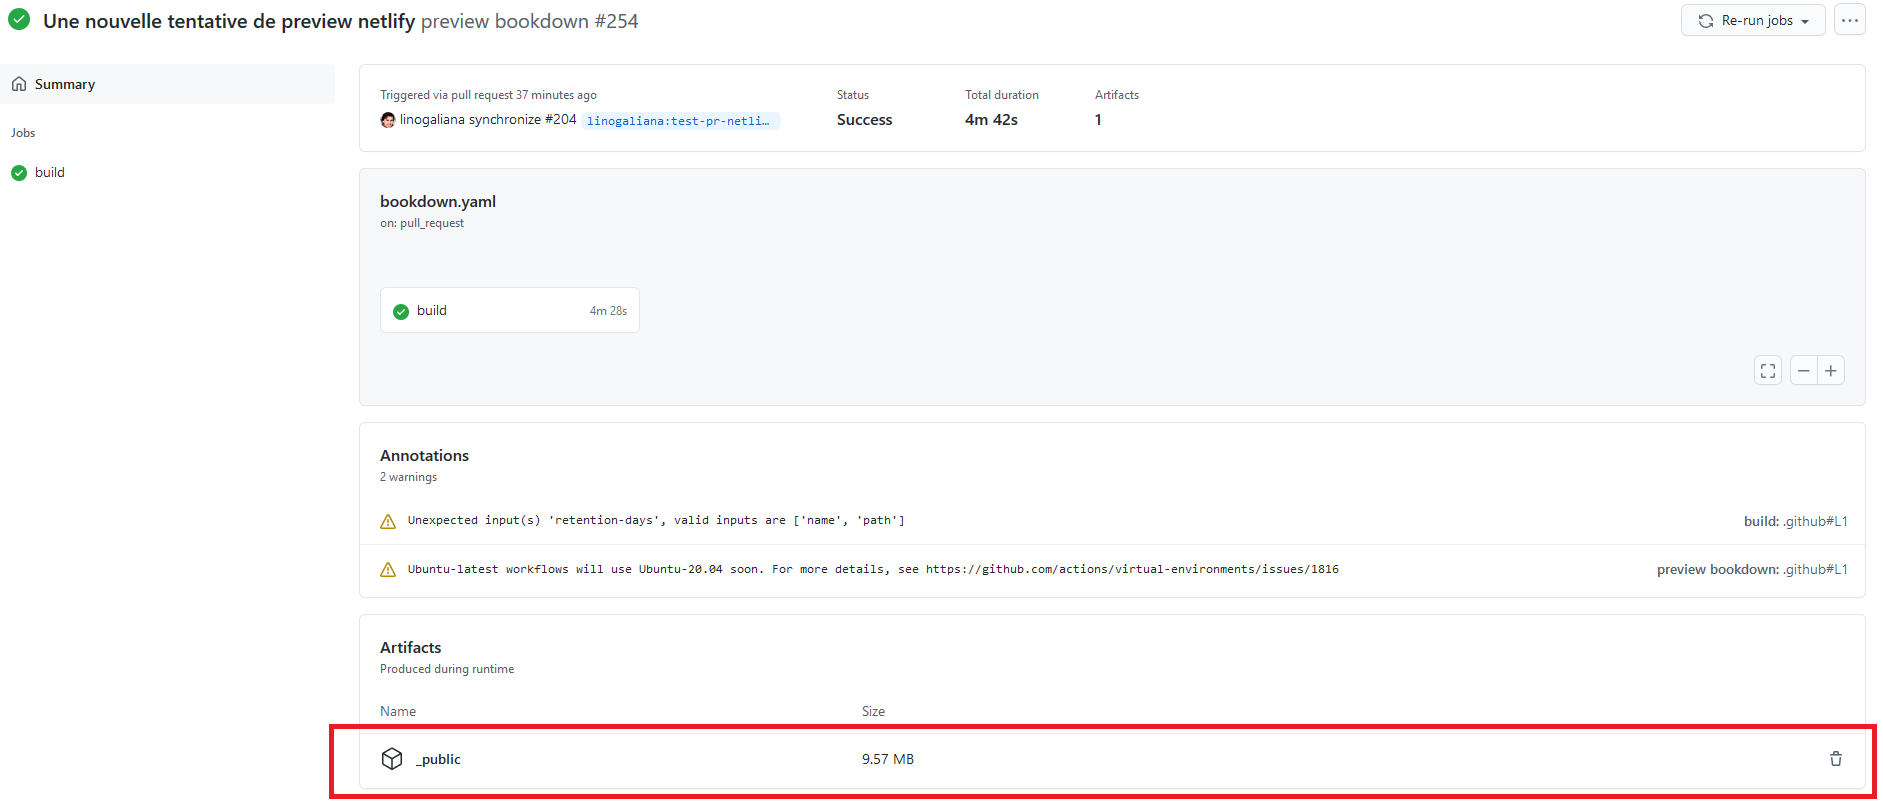 Une nouvelle tentative de preview netlify preview bookdown #254
Re-run jobs
Summary
Jobs
build
Triggered via pull request 37 minutes ago
linogaliana synchronize #204 linogaliana:test-pr-netli…
Status
Success
Total duration
4m 42s
Artifacts
1
bookdown.yaml
on: pull_request
build 4m 28s
Annotations
2 warnings
Unexpected input(s) 'retention-days', valid inputs are ['name', 'path'] build: .github#L1
Ubuntu-latest workflows will use Ubuntu-20.04 soon. For more details, see https://github.com/actions/virtual-environments/issues/1816 preview bookdown: .github#L1
Artifacts
Produced during runtime
Name Size
_public 9.57 MB